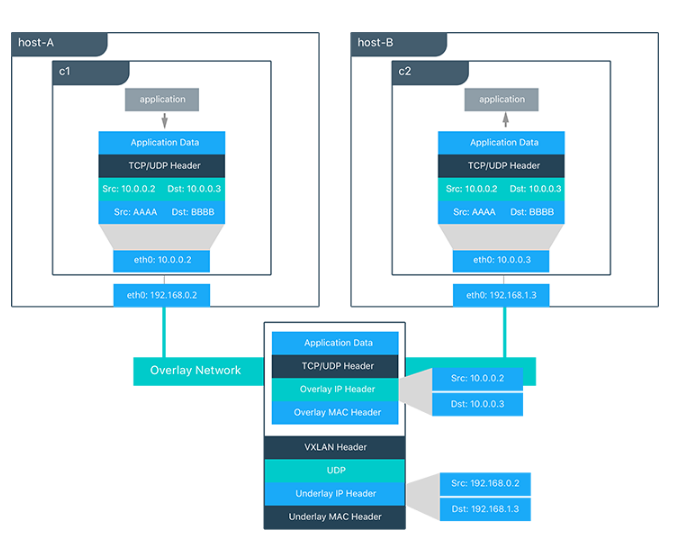 host-A
c1
application
Application Data
TCP/UDP Header
Src: 10.0.0.2 Dst: 10.0.0.3
Src: AAAA Dst: BBBB
eth0: 10.0.0.2
eth0: 192.168.0.2
host-B
c2
application
Application Data
TCP/UDP Header
Src: 10.0.0.2 Dst: 10.0.0.3
Src: AAAA Dst: BBBB
eth0: 10.0.0.3
eth0: 192.168.1.3
Overlay Network
Application Data
TCP/UDP Header
Overlay IP Header
Overlay MAC Header
Src: 10.0.0.2
Dst: 10.0.0.3
VXLAN Header
UDP
Underlay IP Header
Underlay MAC Header
Src: 192.168.0.2
Dst: 192.168.1.3